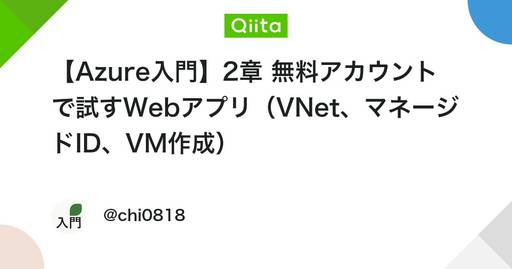 Qiita
【Azure入門】2章 無料アカウント
で試すWebアプリ（VNet、マネージ
ドID、VM作成）
入門
@chi0818